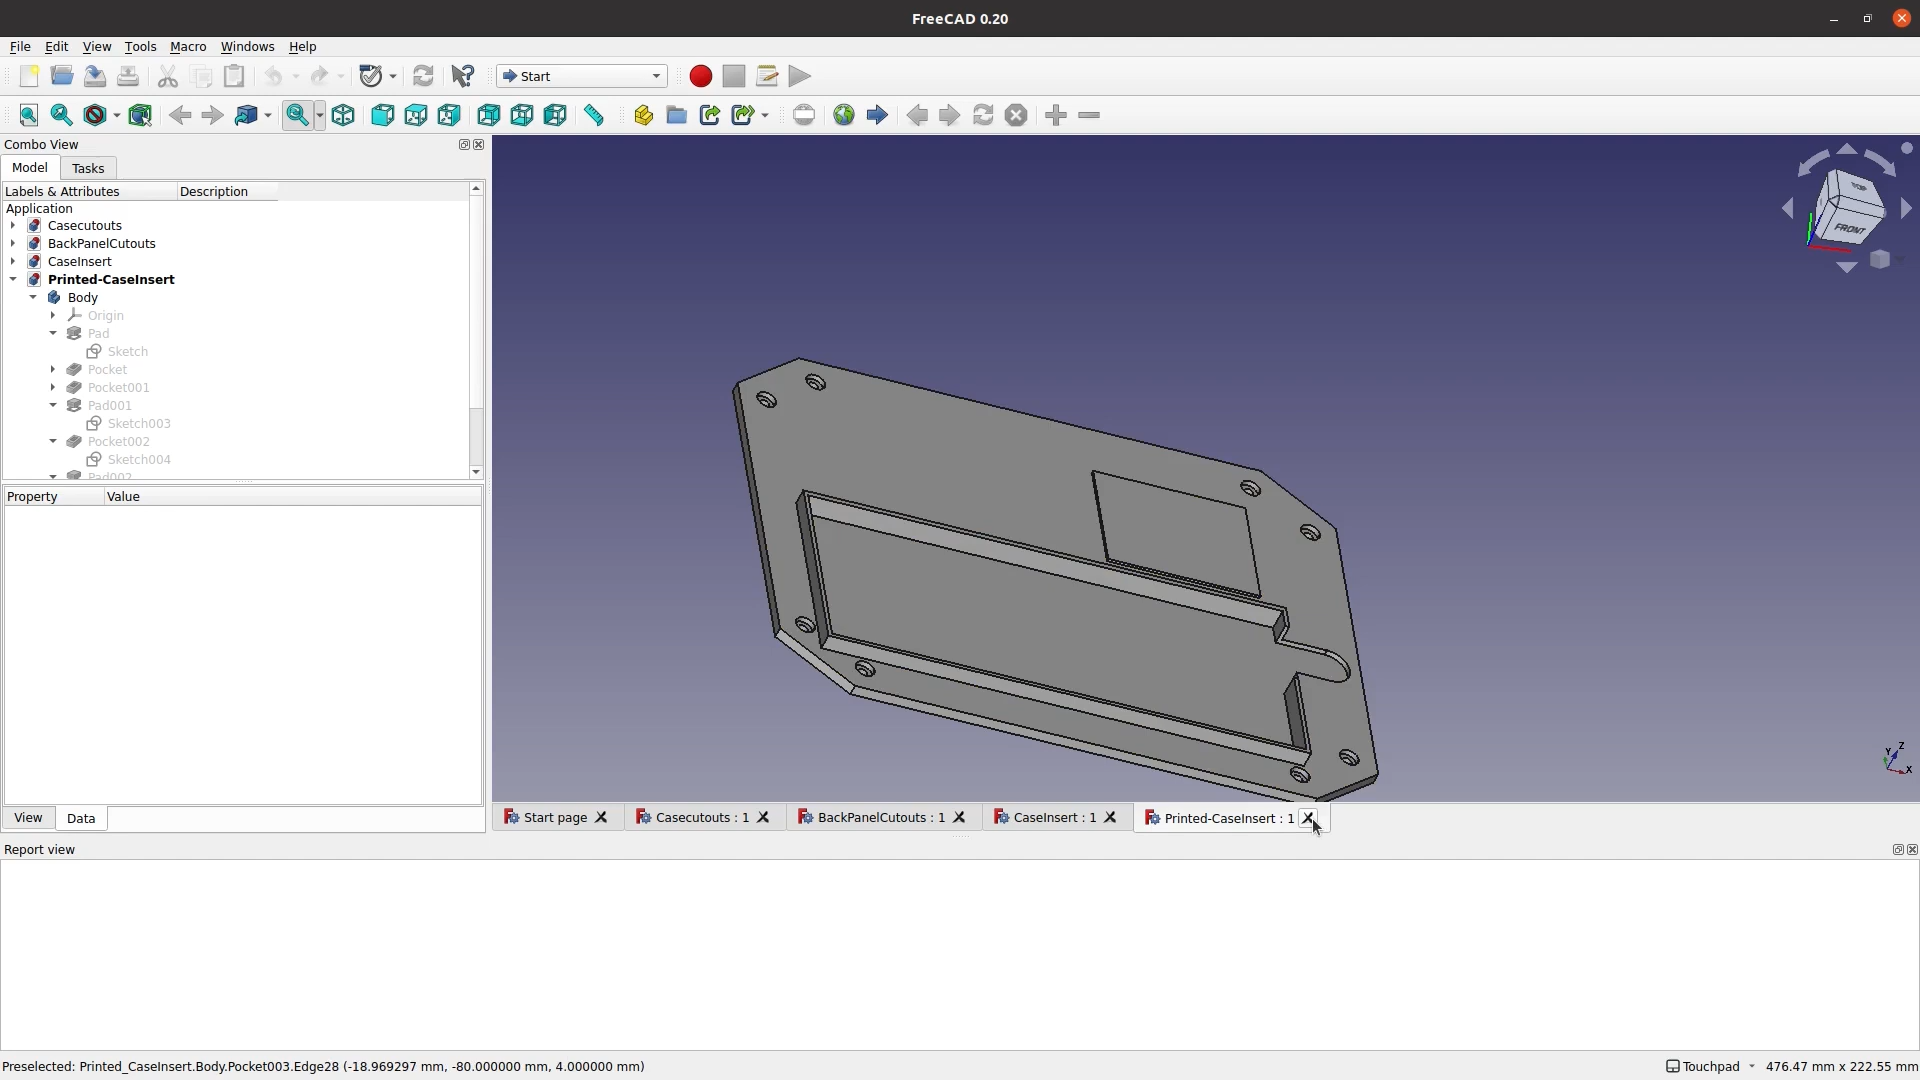 FreeCAD 0.20
File Edit View Tools Macro Windows Help
Start
Combo View
Model Tasks
Labels & Attributes Description
Application
Casecutouts
BackPanelCutouts
CaseInsert
Printed-CaseInsert
Body
Origin
Pad
Sketch
Pocket
Pocket001
Pad001
Sketch003
Pocket002
Sketch004
Pad002
TOP
FRONT
Y Z
X
Property Value
View Data
Start page Casecutouts : 1 BackPanelCutouts : 1 CaseInsert : 1 Printed-CaseInsert : 1
Report view
Preselected: Printed_CaseInsert.Body.Pocket003.Edge28 (-18.969297 mm, -80.000000 mm, 4.000000 mm) Touchpad 476.47 mm x 222.55 mm